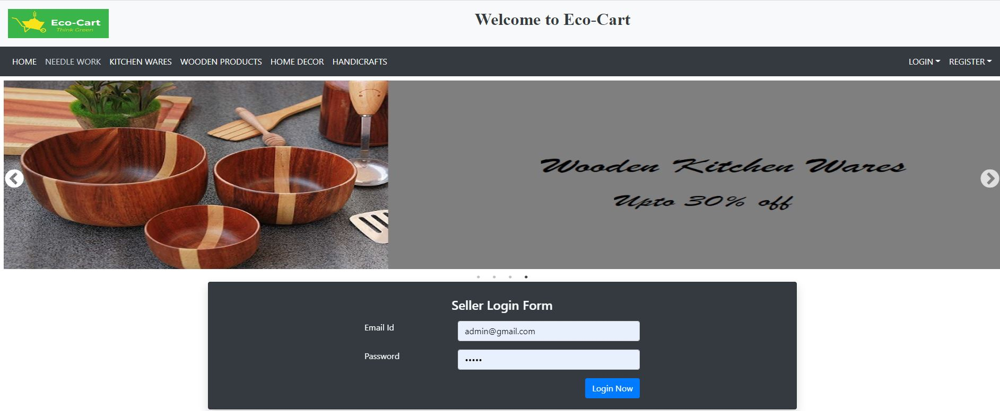 Eco-Cart
Think Green
Welcome to Eco-Cart
HOME NEEDLE WORK KITCHEN WARES WOODEN PRODUCTS HOME DECOR HANDICRAFTS LOGIN REGISTER
Wooden Kitchen Wares
Upto 30% off
Seller Login Form
Email Id admin@gmail.com
Password •••••
Login Now